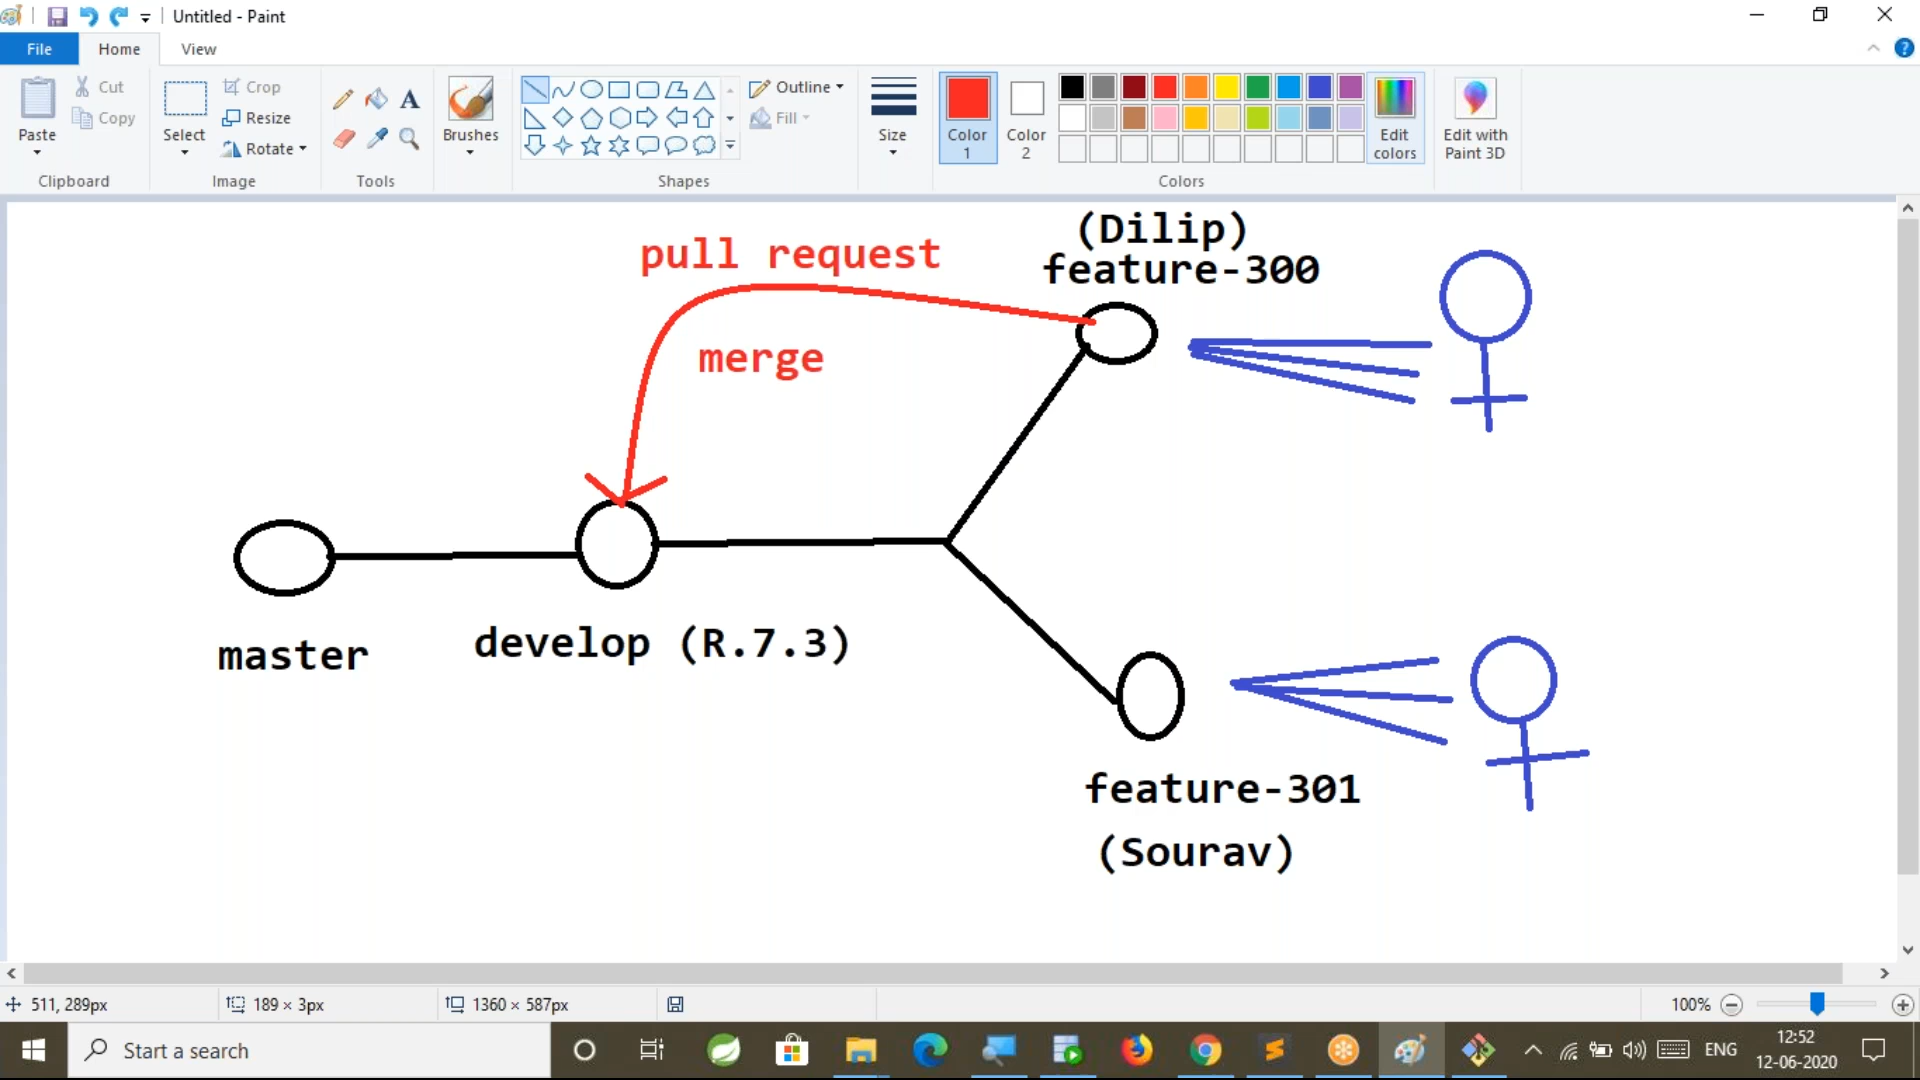 Untitled - Paint
File Home View
Paste
Cut
Copy
Clipboard
Select
Crop
Resize
Rotate
Image
A
Tools
Brushes
Shapes
Outline
Fill
Size
Color 1
Color 2
Edit colors
Colors
Edit with Paint 3D
(Dilip)
pull request
feature-300
merge
master
develop (R.7.3)
feature-301
(Sourav)
511, 289px
189 × 3px
1360 × 587px
100%
Start a search
ENG
12:52
12-06-2020